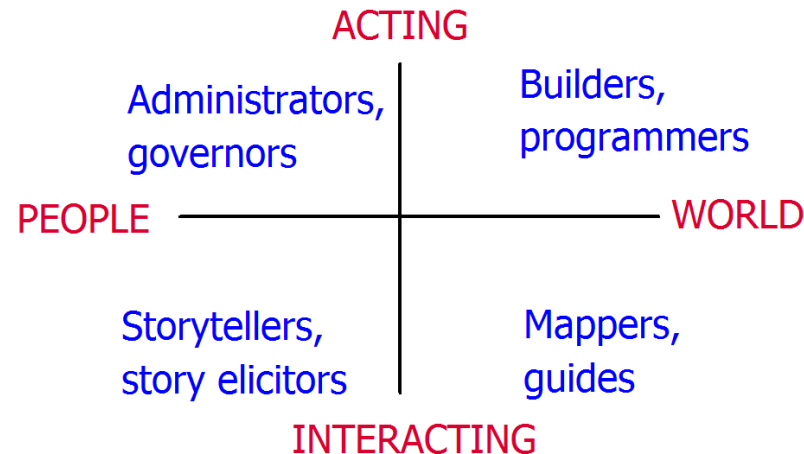 ACTING
Administrators,
governors
Builders,
programmers
PEOPLE
WORLD
Storytellers,
story elicitors
Mappers,
guides
INTERACTING